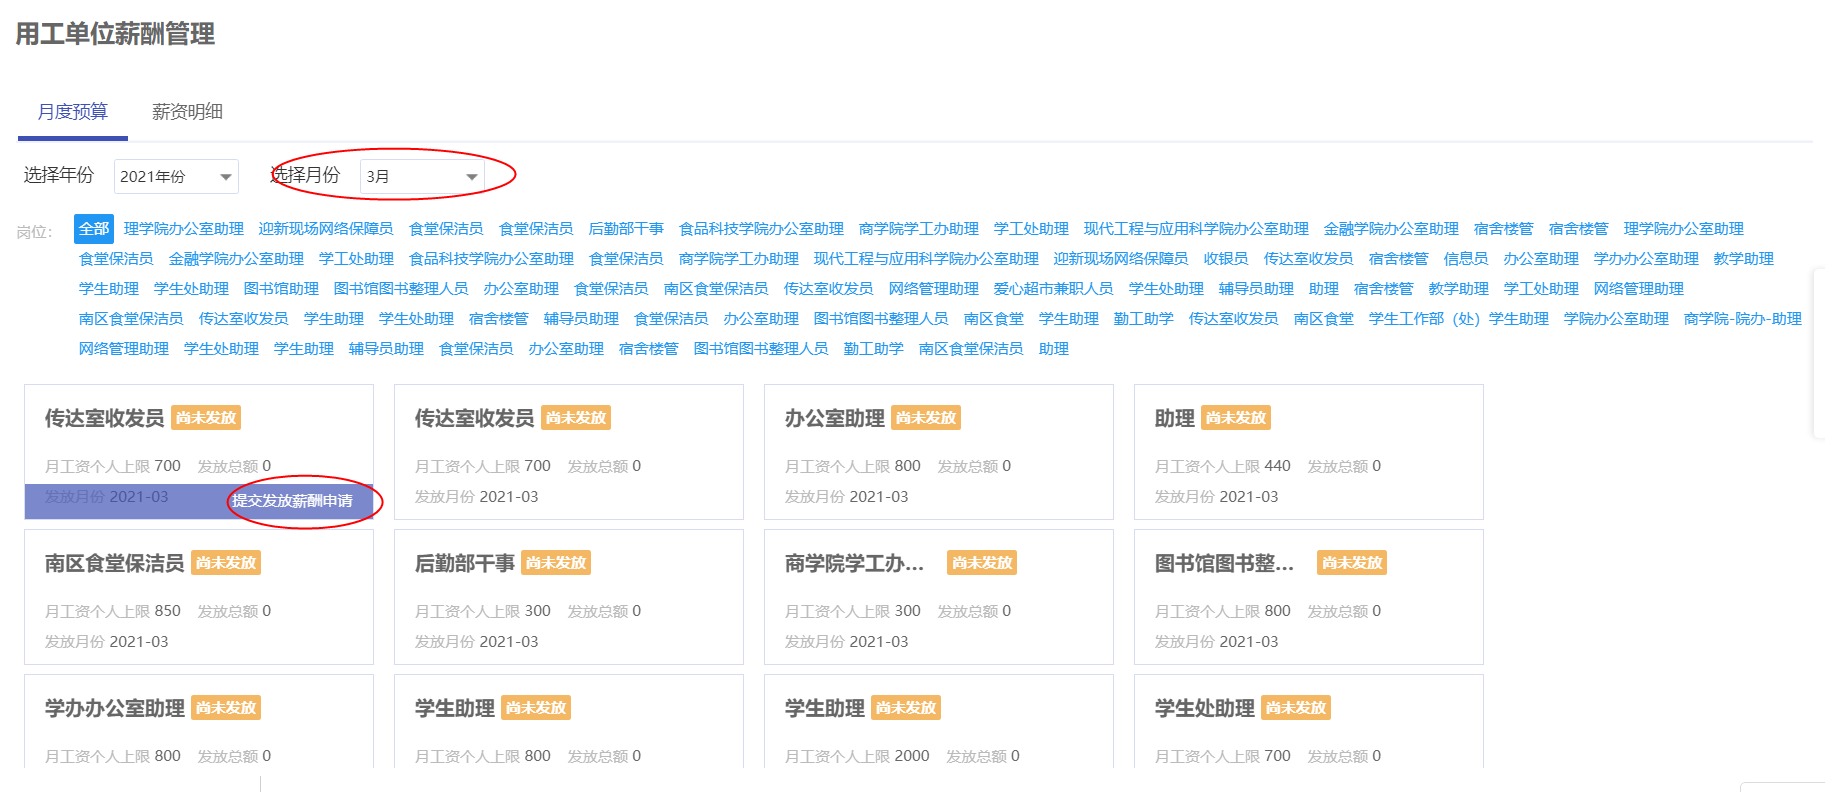 用工单位薪酬管理
月度预算 薪资明细
选择年份 2021年份 选择月份 3月
岗位: 全部 理学院办公室助理 迎新现场网络保障员 食堂保洁员 食堂保洁员 后勤部干事 食品科技学院办公室助理 商学院学工办助理 学工处助理 现代工程与应用科学院办公室助理 金融学院办公室助理 宿舍楼管 宿舍楼管 理学院办公室助理
食堂保洁员 金融学院办公室助理 学工处助理 食品科技学院办公室助理 食堂保洁员 商学院学工办助理 现代工程与应用科学院办公室助理 迎新现场网络保障员 收银员 传达室收发员 宿舍楼管 信息员 办公室助理 学办办公室助理 教学助理
学生助理 学生处助理 图书馆助理 图书馆图书整理人员 办公室助理 食堂保洁员 南区食堂保洁员 传达室收发员 网络管理助理 爱心超市兼职人员 学生处助理 辅导员助理 助理 宿舍楼管 教学助理 学工处助理 网络管理助理
南区食堂保洁员 传达室收发员 学生助理 学生处助理 宿舍楼管 辅导员助理 食堂保洁员 办公室助理 图书馆图书整理人员 南区食堂 学生助理 勤工助学 传达室收发员 南区食堂 学生工作部（处）学生助理 学院办公室助理 商学院-院办-助理
网络管理助理 学生处助理 学生助理 辅导员助理 食堂保洁员 办公室助理 宿舍楼管 图书馆图书整理人员 勤工助学 南区食堂保洁员 助理
传达室收发员 尚未发放 传达室收发员 尚未发放 办公室助理 尚未发放 助理 尚未发放
月工资个人上限 700 发放总额 0 月工资个人上限 700 发放总额 0 月工资个人上限 800 发放总额 0 月工资个人上限 440 发放总额 0
发放月份 2021-03 提交发放薪酬申请 发放月份 2021-03 发放月份 2021-03 发放月份 2021-03
南区食堂保洁员 尚未发放 后勤部干事 尚未发放 商学院学工办... 尚未发放 图书馆图书整... 尚未发放
月工资个人上限 850 发放总额 0 月工资个人上限 300 发放总额 0 月工资个人上限 300 发放总额 0 月工资个人上限 800 发放总额 0
发放月份 2021-03 发放月份 2021-03 发放月份 2021-03 发放月份 2021-03
学办办公室助理 尚未发放 学生助理 尚未发放 学生助理 尚未发放 学生处助理 尚未发放
月工资个人上限 800 发放总额 0 月工资个人上限 800 发放总额 0 月工资个人上限 2000 发放总额 0 月工资个人上限 700 发放总额 0